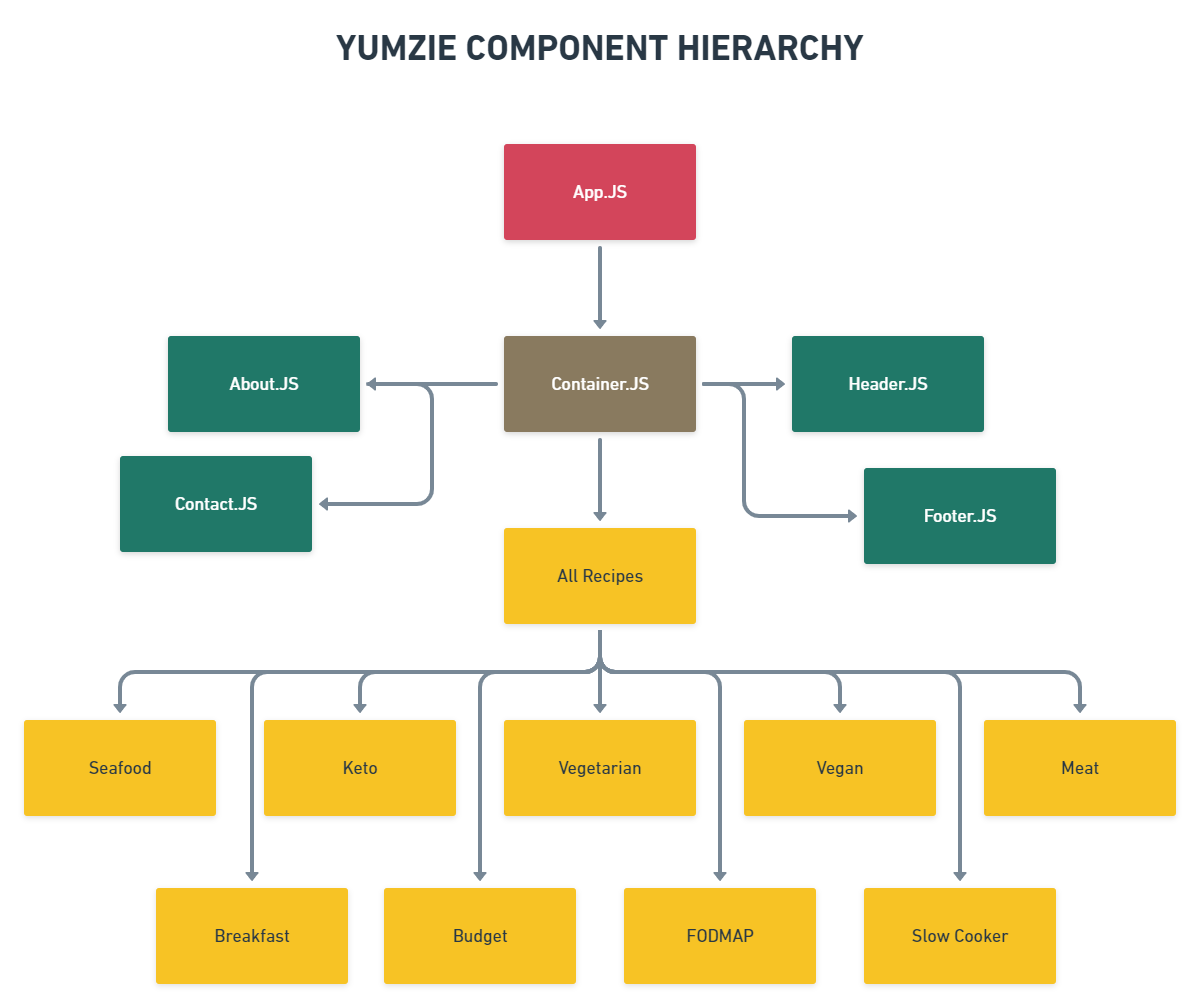 YUMZIE COMPONENT HIERARCHY
App.JS
About.JS
Container.JS
Header.JS
Contact.JS
Footer.JS
All Recipes
Seafood
Keto
Vegetarian
Vegan
Meat
Breakfast
Budget
FODMAP
Slow Cooker